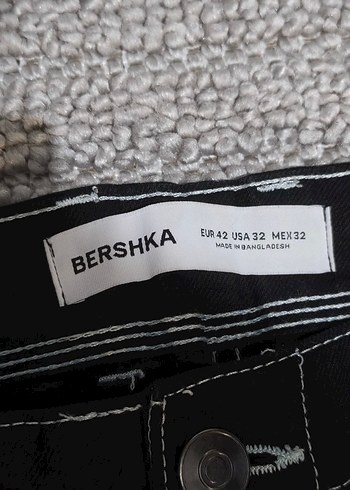 BERSHKA
EUR 42 USA 32 MEX 32
MADE IN BANGLADESH